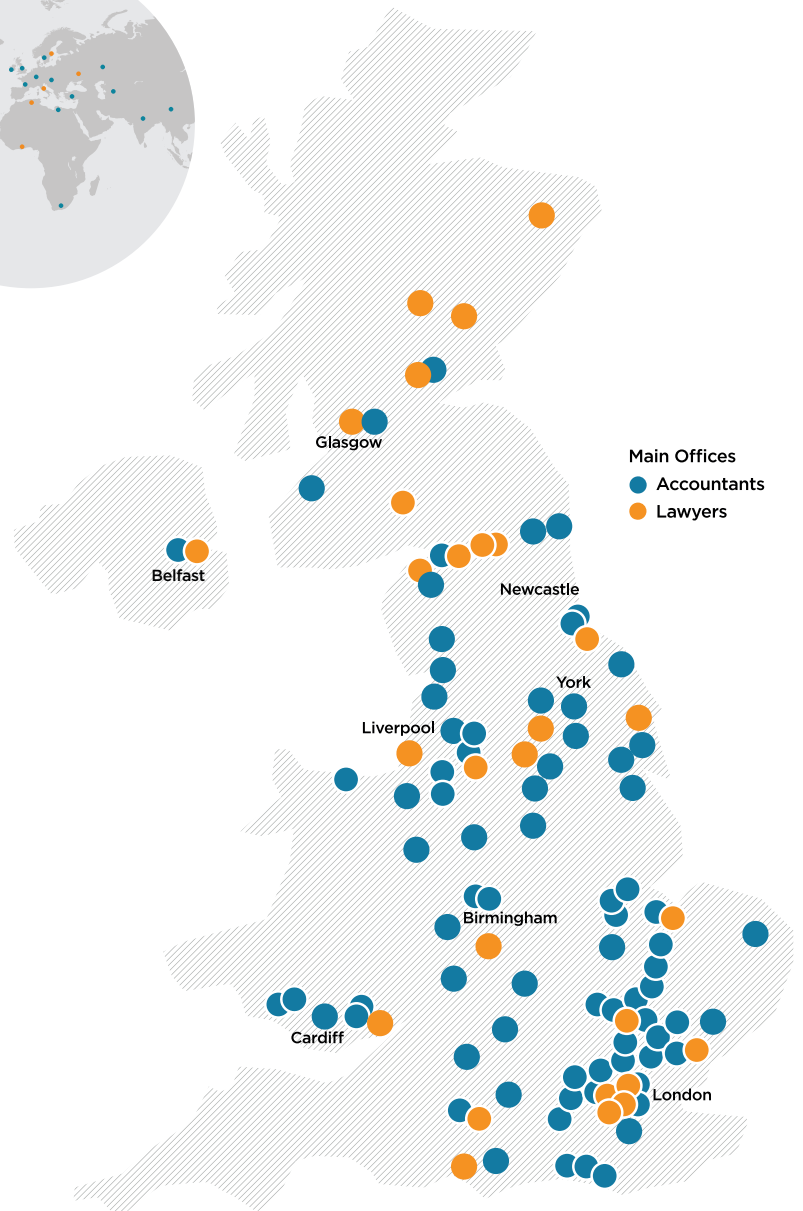 Glasgow
Main Offices
Accountants
Lawyers
Belfast
Newcastle
York
Liverpool
Birmingham
Cardiff
London